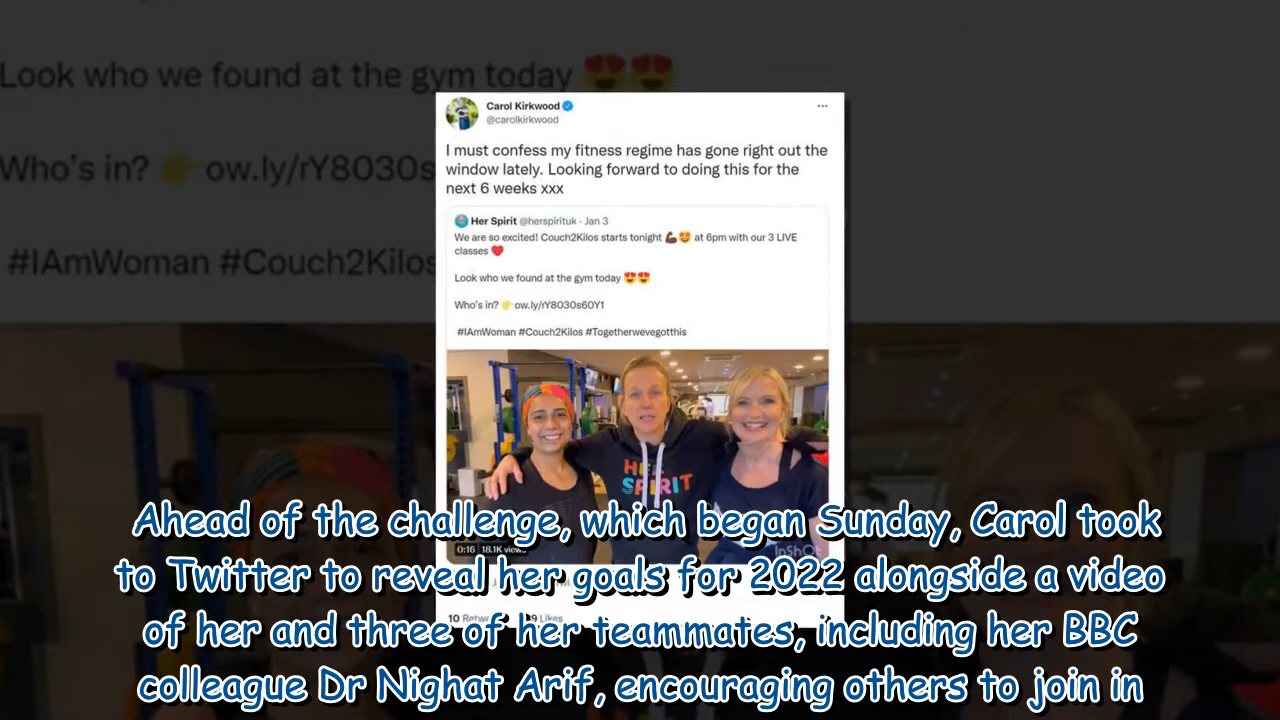 Look who we found at the gym today 😍😍
Who's in? 👉 ow.ly/rY8030s
#IAmWoman #Couch2Kilos
Carol Kirkwood
@carolkirkwood
I must confess my fitness regime has gone right out the
window lately. Looking forward to doing this for the
next 6 weeks xxx
Her Spirit @herspirituk · Jan 3
We are so excited! Couch2Kilos starts tonight 💪🏿🤩 at 6pm with our 3 LIVE
classes ❤️
Look who we found at the gym today 😍😍
Who's in? 👉 ow.ly/rY8030s60Y1
#IAmWoman #Couch2Kilos #Togetherwevegotthis
HER
SPIRIT
0:16 18.1K views
InShOt
10 Likes
Ahead of the challenge, which began Sunday, Carol took
to Twitter to reveal her goals for 2022 alongside a video
of her and three of her teammates, including her BBC
colleague Dr Nighat Arif, encouraging others to join in